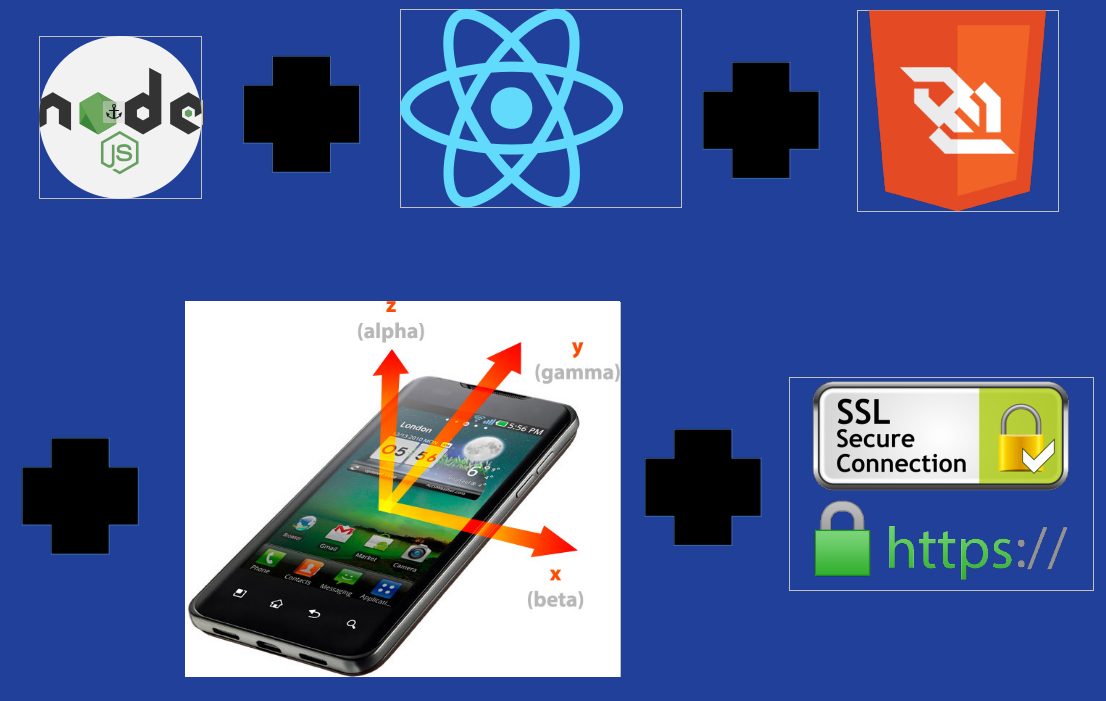 node
JS
z
(alpha)
y
(gamma)
London
5:56 PM
05 56
6
Browser
Gmail
Market
Camera
Phone
Contacts
Messaging
Applicati...
x
(beta)
SSL
Secure
Connection
https://